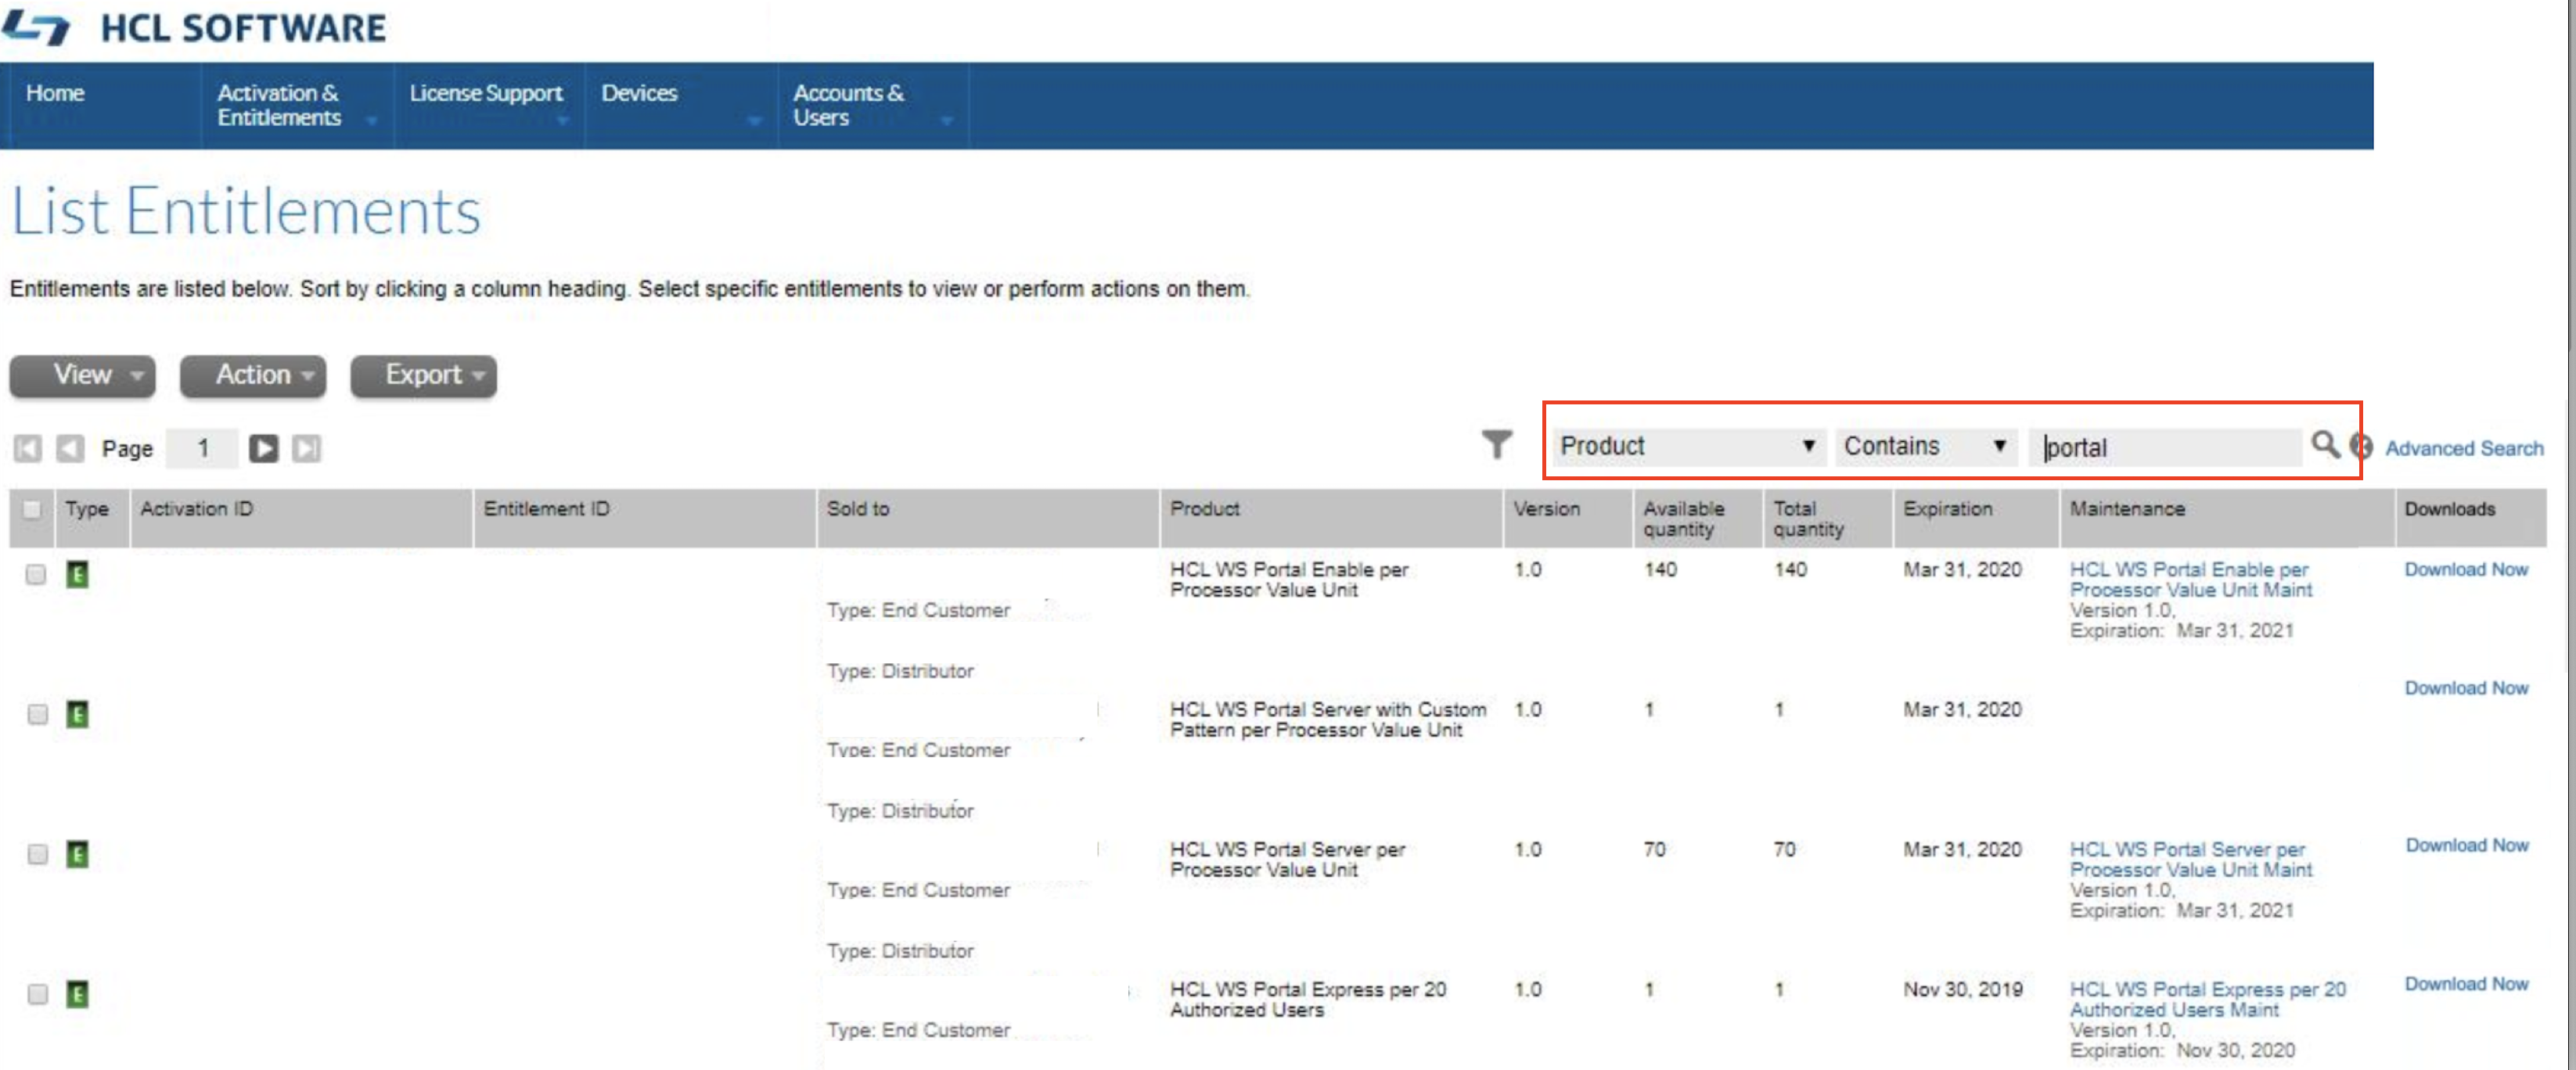 HCL SOFTWARE
Home
Activation &
Entitlements
License Support
Devices
Accounts &
Users
List Entitlements
Entitlements are listed below. Sort by clicking a column heading. Select specific entitlements to view or perform actions on them.
View
Action
Export
Page 1
Product
Contains
portal
Advanced Search
Type
Activation ID
Entitlement ID
Sold to
Product
Version
Available
quantity
Total
quantity
Expiration
Maintenance
Downloads
E
Type: End Customer
Type: Distributor
HCL WS Portal Enable per
Processor Value Unit
1.0
140
140
Mar 31, 2020
HCL WS Portal Enable per
Processor Value Unit Maint
Version 1.0,
Expiration: Mar 31, 2021
Download Now
E
Type: End Customer
Type: Distributor
HCL WS Portal Server with Custom
Pattern per Processor Value Unit
1.0
1
1
Mar 31, 2020
Download Now
E
Type: End Customer
Type: Distributor
HCL WS Portal Server per
Processor Value Unit
1.0
70
70
Mar 31, 2020
HCL WS Portal Server per
Processor Value Unit Maint
Version 1.0,
Expiration: Mar 31, 2021
Download Now
E
Type: End Customer
HCL WS Portal Express per 20
Authorized Users
1.0
1
1
Nov 30, 2019
HCL WS Portal Express per 20
Authorized Users Maint
Version 1.0,
Expiration: Nov 30, 2020
Download Now